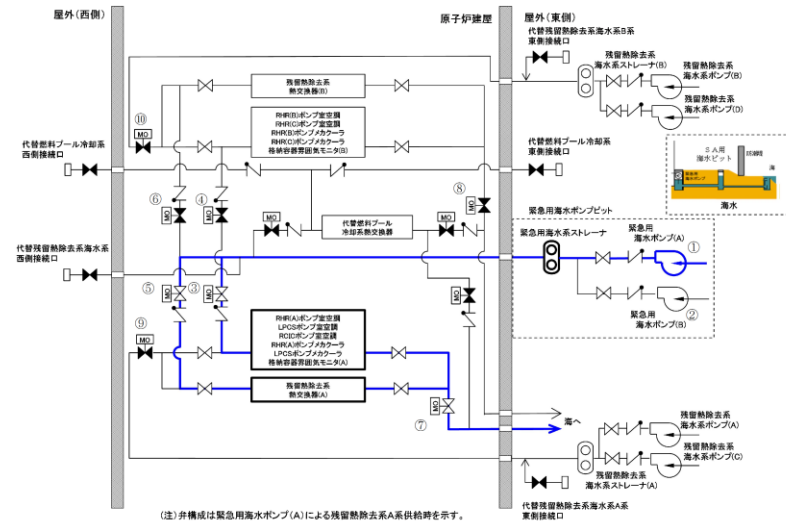 屋外(西側)
原子炉建屋
屋外(東側)
代替残留熱除去系海水系B系
東側接続口
残留熱除去系
海水系ストレーナ(B)
残留熱除去系
海水系ポンプ(B)
残留熱除去系
海水系ポンプ(D)
残留熱除去系
熱交換器(B)
⑩
MO
RHR(B)ポンプ室空調
RHR(C)ポンプ室空調
RHR(B)ポンプメカクーラ
RHR(C)ポンプメカクーラ
格納容器雰囲気モニタ(B)
代替燃料プール冷却系
西側接続口
代替燃料プール冷却系
東側接続口
SA用
海水ピット
防潮堤
緊急用
海水ポンプ
海
海水
⑥
MO
④
MO
⑧
MO
MO
代替燃料プール
冷却系熱交換器
MO
緊急用海水ポンプピット
緊急用海水系ストレーナ
緊急用
海水ポンプ(A)
①
代替残留熱除去系海水系
西側接続口
⑤
MO
③
MO
MO
緊急用
海水ポンプ(B)
②
⑨
MO
RHR(A)ポンプ室空調
LPCSポンプ室空調
RCICポンプ室空調
RHR(A)ポンプメカクーラ
LPCSポンプメカクーラ
格納容器雰囲気モニタ(A)
残留熱除去系
熱交換器(A)
MO
⑦
海へ
残留熱除去系
海水系ポンプ(A)
残留熱除去系
海水系ポンプ(C)
残留熱除去系
海水系ストレーナ(A)
代替残留熱除去系海水系A系
東側接続口
MO
(注)弁構成は緊急用海水ポンプ(A)による残留熱除去系A系供給時を示す。